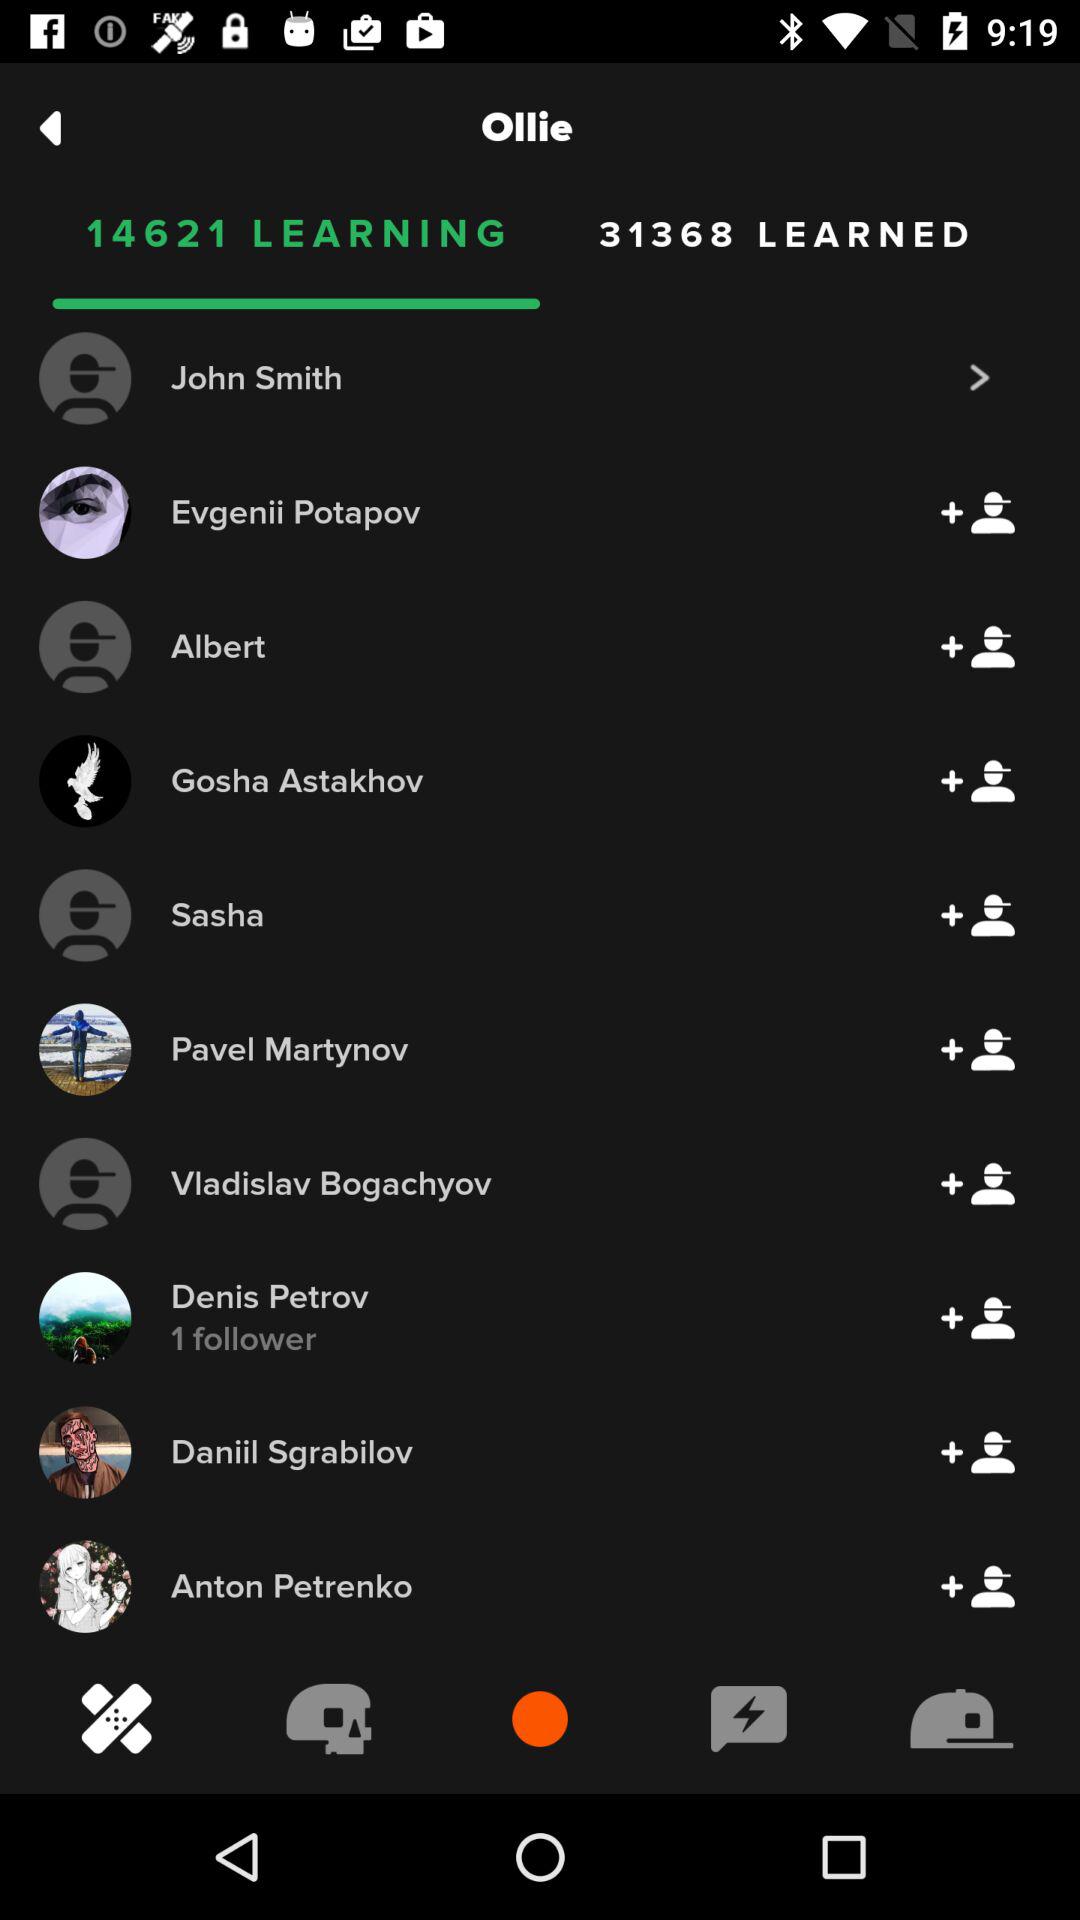 FAKE
9:19
Ollie
14621 LEARNING
31368 LEARNED
John Smith
Evgenii Potapov
Albert
Gosha Astakhov
Sasha
Pavel Martynov
Vladislav Bogachyov
Denis Petrov
1 follower
Daniil Sgrabilov
Anton Petrenko